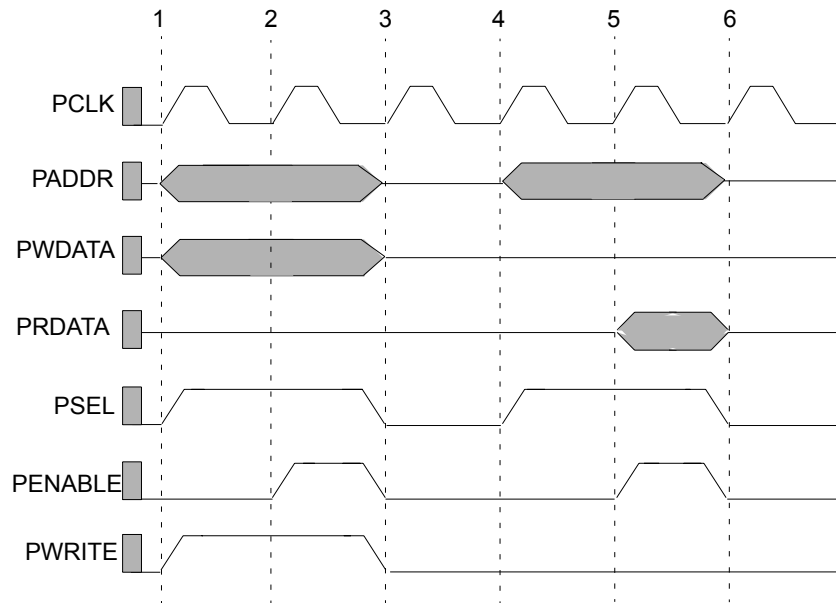 1 2 3 4 5 6
PCLK
PADDR
PWDATA
PRDATA
PSEL
PENABLE
PWRITE